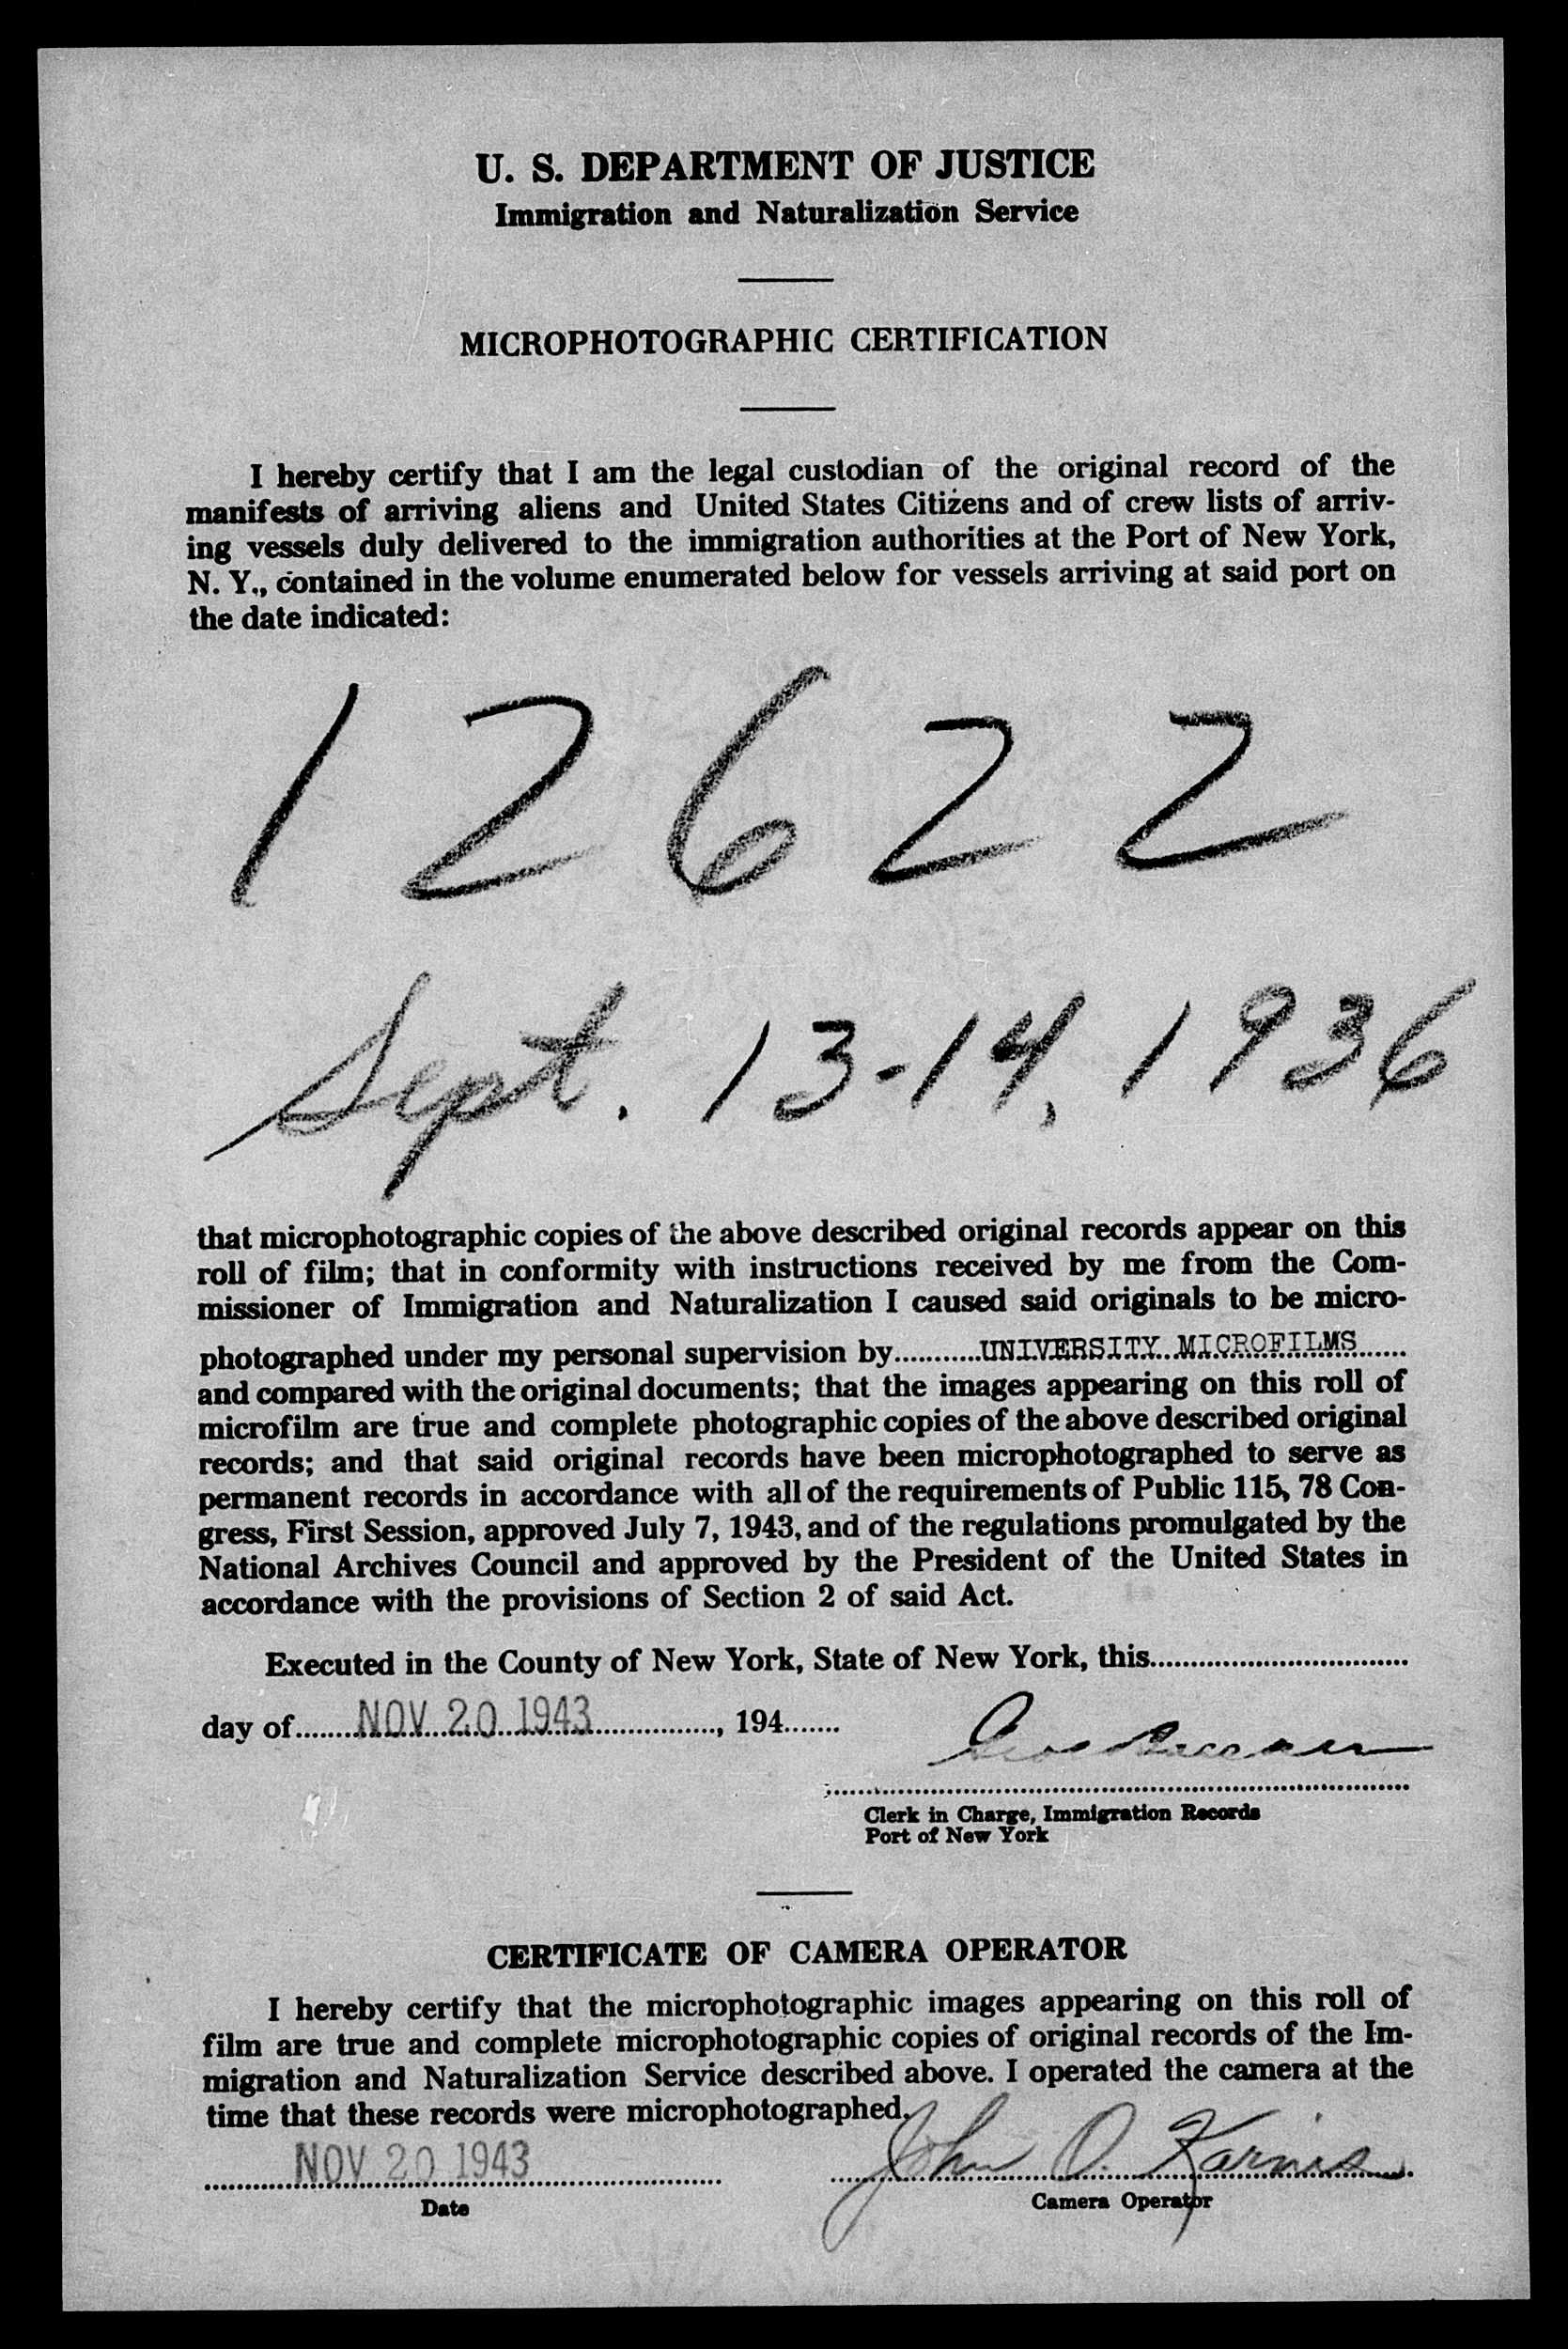 U. S. DEPARTMENT OF JUSTICE
Immigration and Naturalization Service
MICROPHOTOGRAPHIC CERTIFICATION
I hereby certify that I am the legal custodian of the original record of the
manifests of arriving aliens and United States Citizens and of crew lists of arriv-
ing vessels duly delivered to the immigration authorities at the Port of New York,
N. Y., contained in the volume enumerated below for vessels arriving at said port on
the date indicated:
12622
Sept. 13-14, 1936
that microphotographic copies of the above described original records appear on this
roll of film; that in conformity with instructions received by me from the Com-
missioner of Immigration and Naturalization I caused said originals to be micro-
photographed under my personal supervision by...........UNIVERSITY MICROFILMS......
and compared with the original documents; that the images appearing on this roll of
microfilm are true and complete photographic copies of the above described original
records; and that said original records have been microphotographed to serve as
permanent records in accordance with all of the requirements of Public 115, 78 Con-
gress, First Session, approved July 7, 1943, and of the regulations promulgated by the
National Archives Council and approved by the President of the United States in
accordance with the provisions of Section 2 of said Act.
Executed in the County of New York, State of New York, this................................
day of........NOV 20 1943..............., 194.......
Clerk in Charge, Immigration Records
Port of New York
CERTIFICATE OF CAMERA OPERATOR
I hereby certify that the microphotographic images appearing on this roll of
film are true and complete microphotographic copies of original records of the Im-
migration and Naturalization Service described above. I operated the camera at the
time that these records were microphotographed.
NOV 20 1943 John O. Karnis
Date Camera Operator